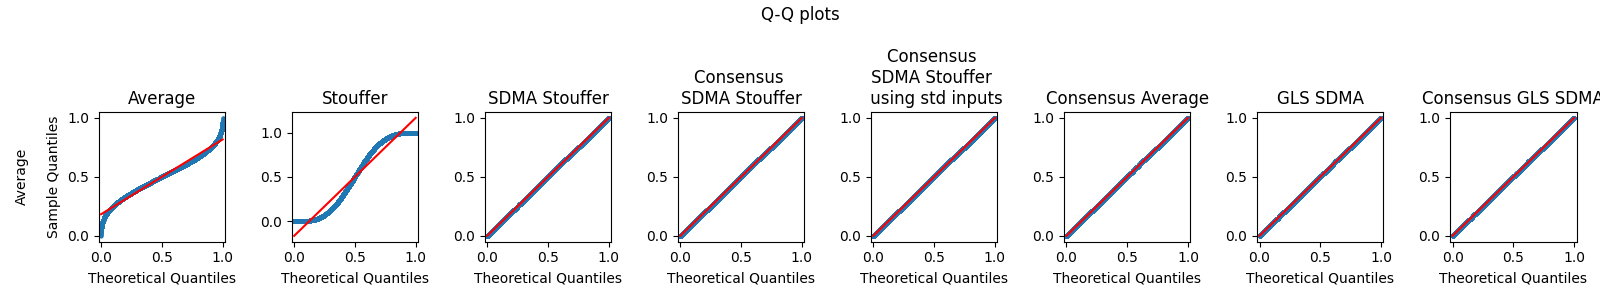 Q-Q plots
Average
Stouffer
SDMA Stouffer
Consensus
SDMA Stouffer
Consensus
SDMA Stouffer
using std inputs
Consensus Average
GLS SDMA
Consensus GLS SDMA
Average
Sample Quantiles
1.0
0.5
0.0
0.0 0.5 1.0
Theoretical Quantiles
1.0
0.5
0.0
0.0 0.5 1.0
Theoretical Quantiles
1.0
0.5
0.0
0.0 0.5 1.0
Theoretical Quantiles
1.0
0.5
0.0
0.0 0.5 1.0
Theoretical Quantiles
1.0
0.5
0.0
0.0 0.5 1.0
Theoretical Quantiles
1.0
0.5
0.0
0.0 0.5 1.0
Theoretical Quantiles
1.0
0.5
0.0
0.0 0.5 1.0
Theoretical Quantiles
1.0
0.5
0.0
0.0 0.5 1.0
Theoretical Quantiles